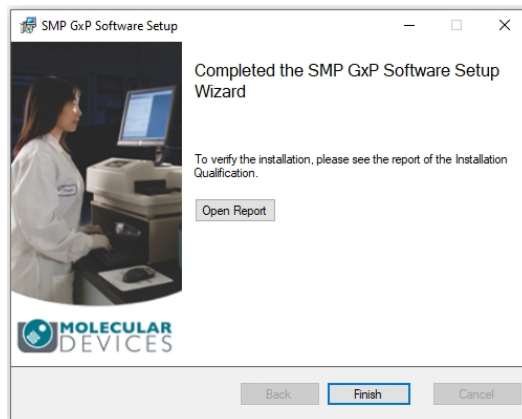 SMP GxP Software Setup
Completed the SMP GxP Software Setup
Wizard
To verify the installation, please see the report of the Installation
Qualification.
Open Report
MOLECULAR
DEVICES
Back
Finish
Cancel